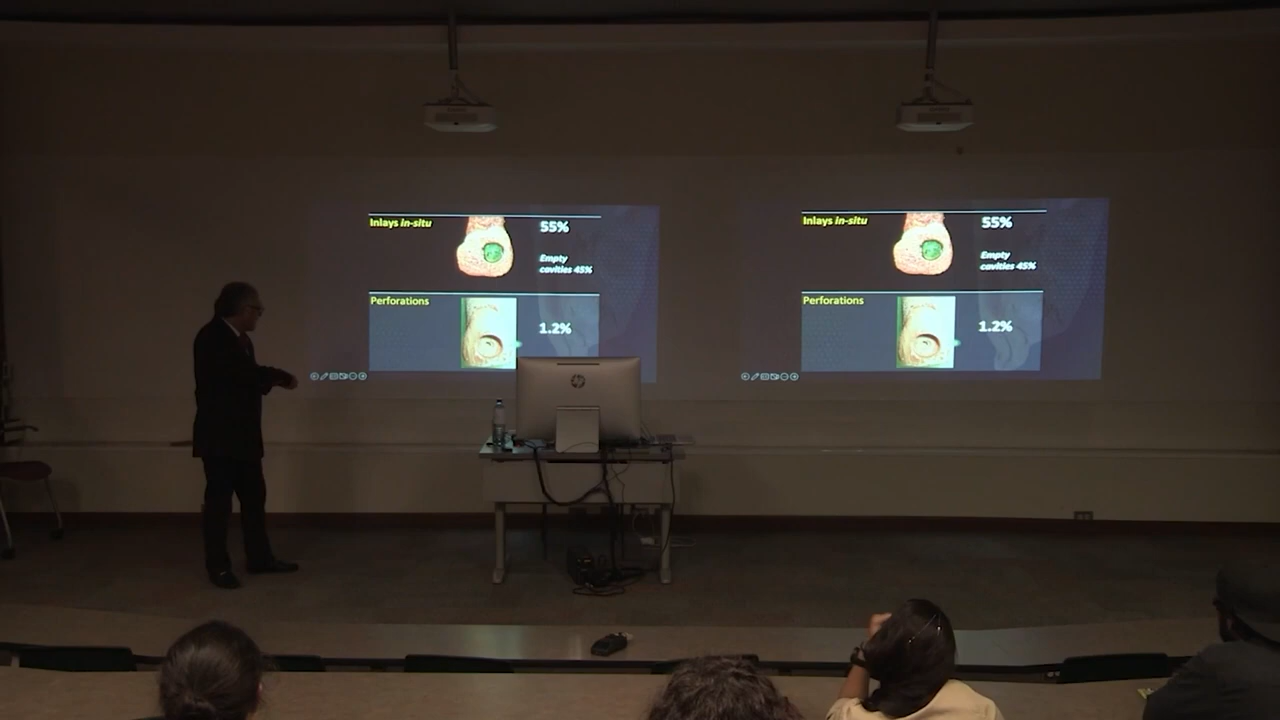 Inlays in-situ
55%
Empty
cavities 45%
Perforations
1.2%
Inlays in-situ
55%
Empty
cavities 45%
Perforations
1.2%
hp